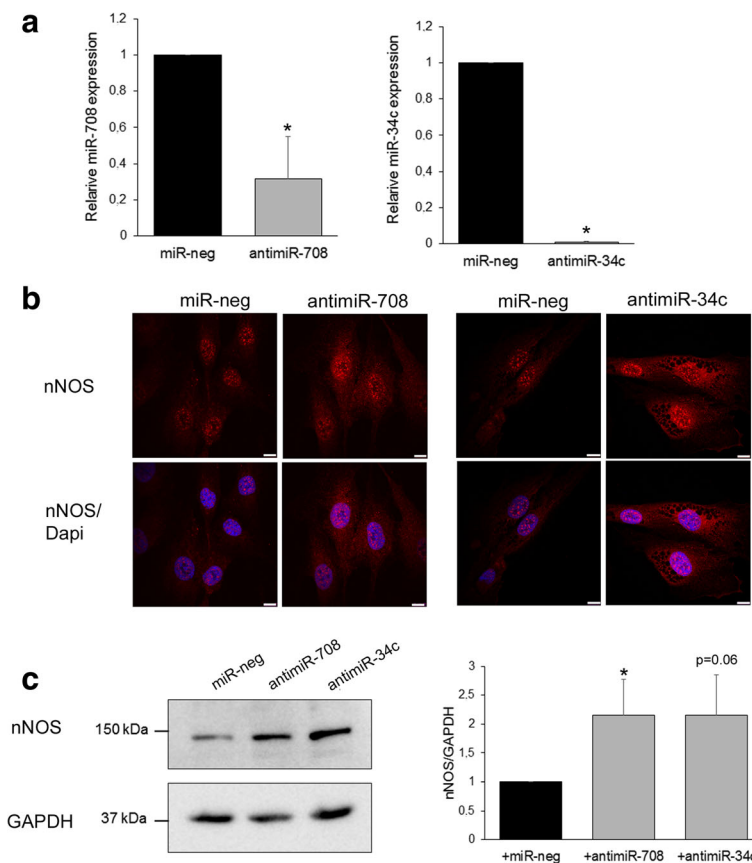 a
Relarive miR-708 expression
1.2
1
0.8
0.6
0.4
0.2
0
*
miR-neg
antimiR-708
Relarive miR-34c expression
1.2
1
0.8
0.6
0.4
0.2
0
*
miR-neg
antimiR-34c
b
miR-neg
antimiR-708
miR-neg
antimiR-34c
nNOS
nNOS/
Dapi
c
miR-neg
antimiR-708
antimiR-34c
nNOS
150 kDa
GAPDH
37 kDa
nNOS/GAPDH
3
2.5
2
1.5
1
0.5
0
*
p=0.06
+miR-neg
+antimiR-708
+antimiR-34c